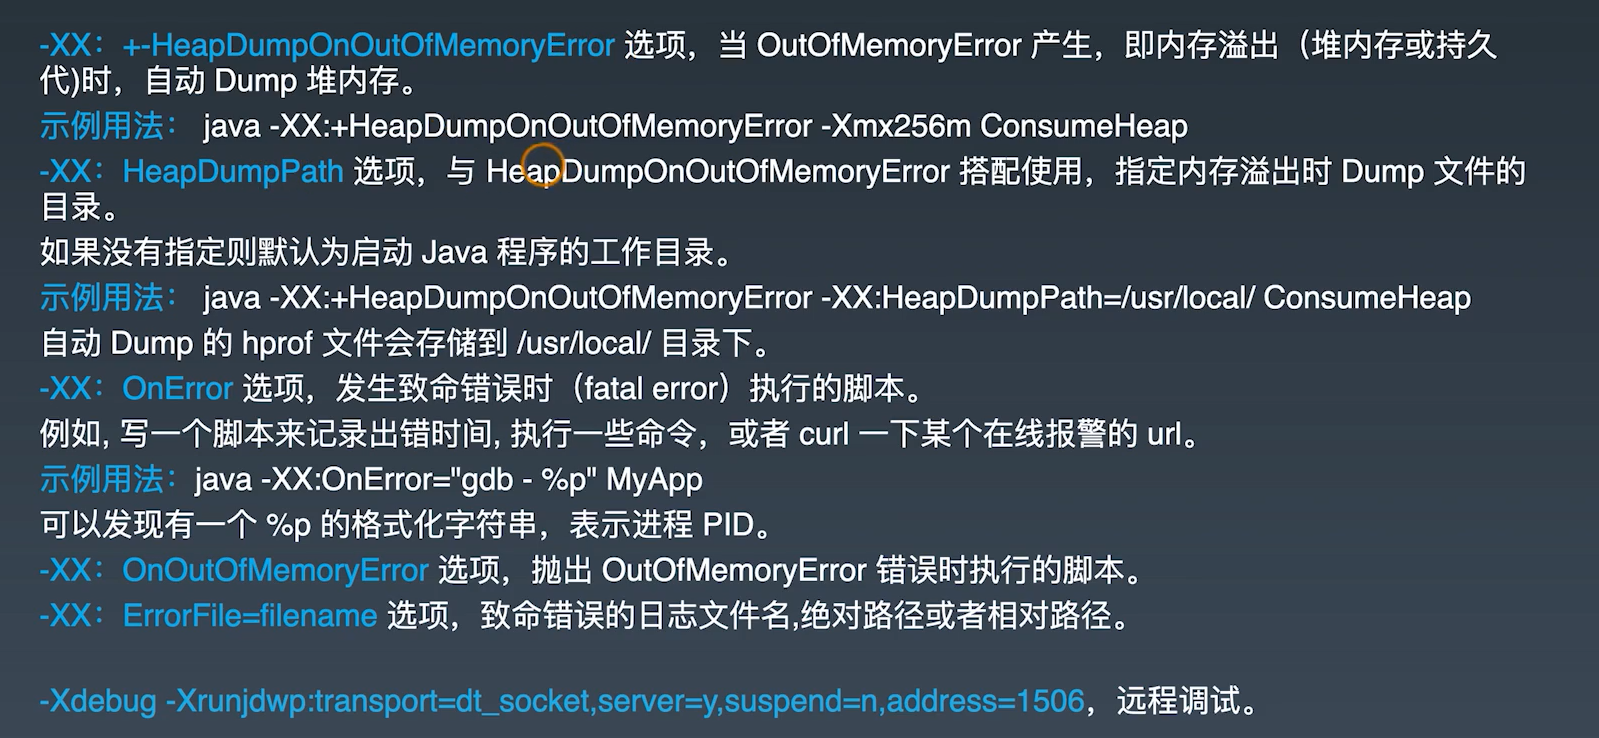 -XX：+-HeapDumpOnOutOfMemoryError 选项，当 OutOfMemoryError 产生，即内存溢出（堆内存或持久
代)时，自动 Dump 堆内存。
示例用法： java -XX:+HeapDumpOnOutOfMemoryError -Xmx256m ConsumeHeap
-XX：HeapDumpPath 选项，与 HeapDumpOnOutOfMemoryError 搭配使用，指定内存溢出时 Dump 文件的
目录。
如果没有指定则默认为启动 Java 程序的工作目录。
示例用法： java -XX:+HeapDumpOnOutOfMemoryError -XX:HeapDumpPath=/usr/local/ ConsumeHeap
自动 Dump 的 hprof 文件会存储到 /usr/local/ 目录下。
-XX：OnError 选项，发生致命错误时（fatal error）执行的脚本。
例如, 写一个脚本来记录出错时间, 执行一些命令，或者 curl 一下某个在线报警的 url。
示例用法：java -XX:OnError="gdb - %p" MyApp
可以发现有一个 %p 的格式化字符串，表示进程 PID。
-XX：OnOutOfMemoryError 选项，抛出 OutOfMemoryError 错误时执行的脚本。
-XX：ErrorFile=filename 选项，致命错误的日志文件名,绝对路径或者相对路径。
-Xdebug -Xrunjdwp:transport=dt_socket,server=y,suspend=n,address=1506，远程调试。